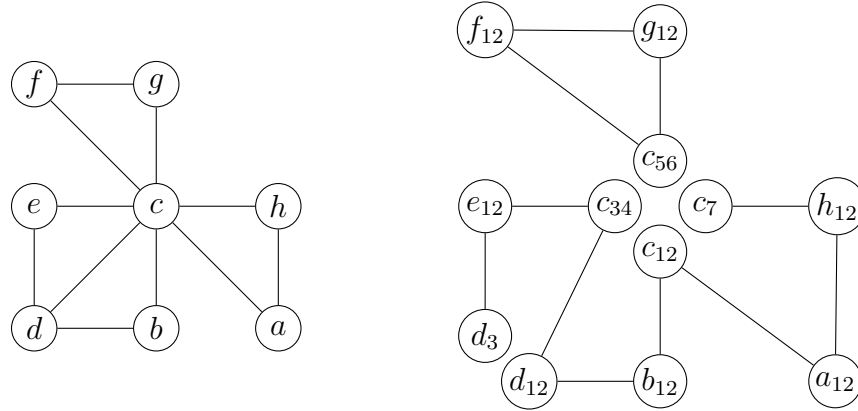 f g
e c h
d b a
f₁₂ g₁₂
c₅₆
e₁₂ c₃₄ c₇ h₁₂
c₁₂
d₃
d₁₂ b₁₂ a₁₂